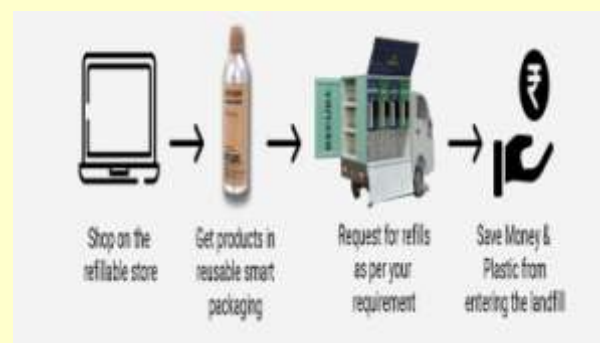 Shop on the
refillable store
Get products in
reusable smart
packaging
Request for refills
as per your
requirement
Save Money &
Plastic from
entering the landfill
₹